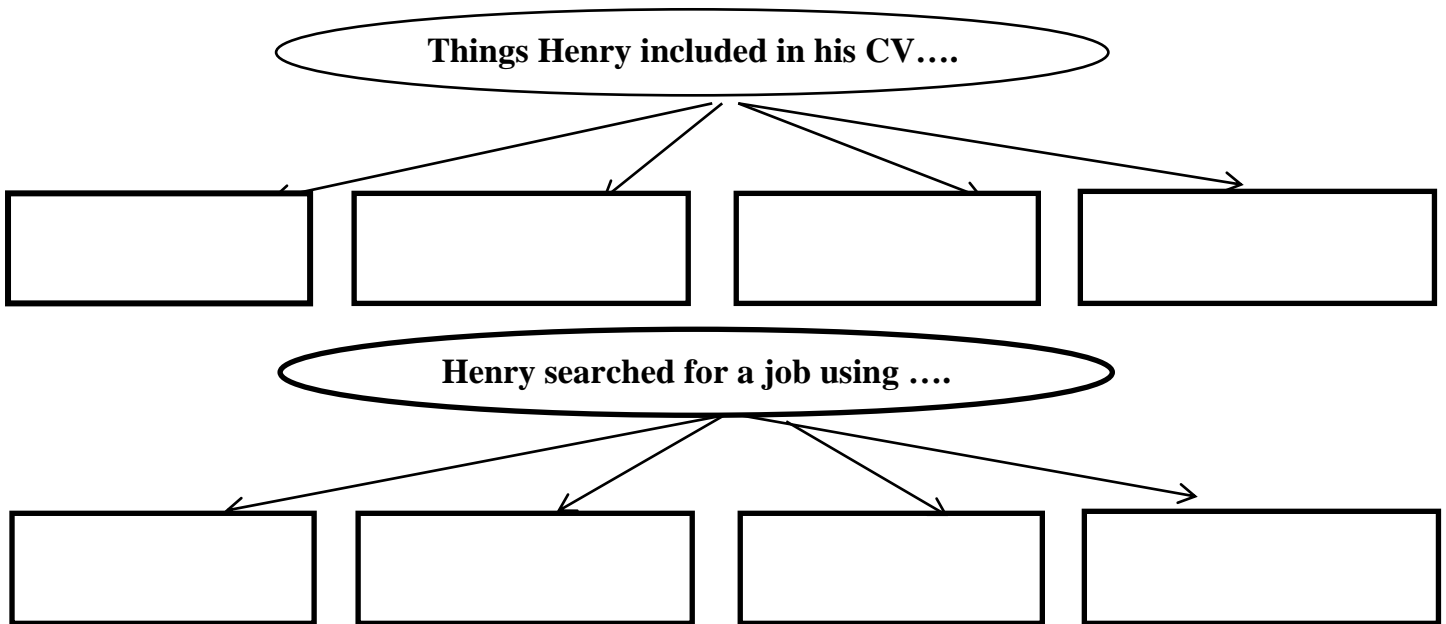 Things Henry included in his CV….
Henry searched for a job using ….